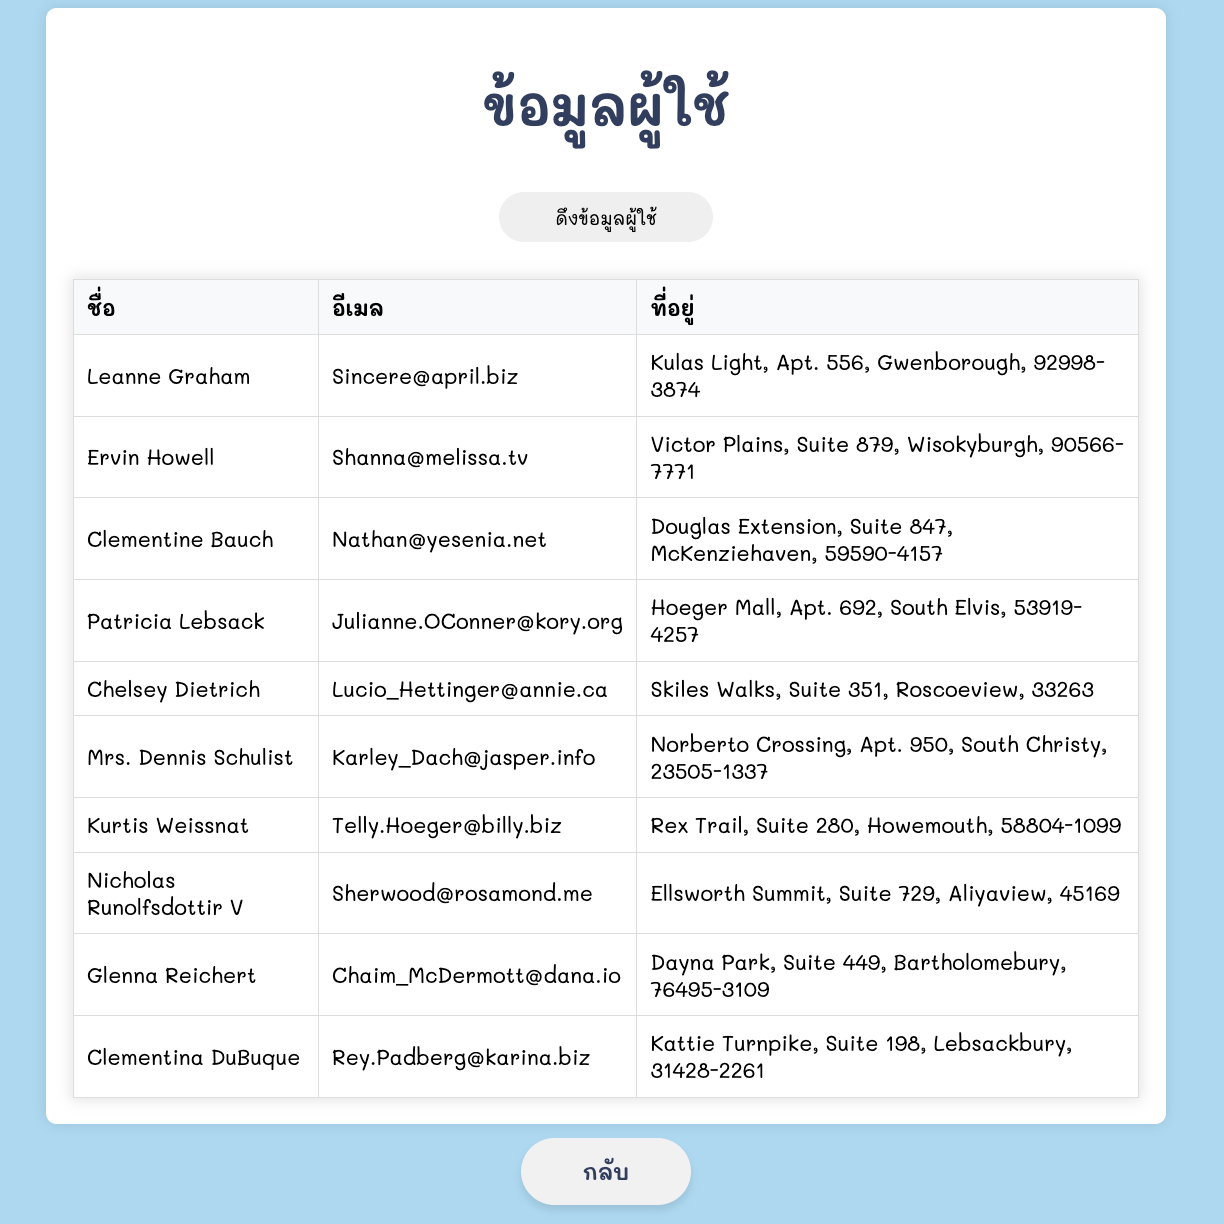 ข้อมูลผู้ใช้
ดึงข้อมูลผู้ใช้
ชื่อ อีเมล ที่อยู่
Leanne Graham Sincere@april.biz Kulas Light, Apt. 556, Gwenborough, 92998-
3874
Ervin Howell Shanna@melissa.tv Victor Plains, Suite 879, Wisokyburgh, 90566-
7771
Clementine Bauch Nathan@yesenia.net Douglas Extension, Suite 847,
McKenziehaven, 59590-4157
Patricia Lebsack Julianne.OConner@kory.org Hoeger Mall, Apt. 692, South Elvis, 53919-
4257
Chelsey Dietrich Lucio_Hettinger@annie.ca Skiles Walks, Suite 351, Roscoeview, 33263
Mrs. Dennis Schulist Karley_Dach@jasper.info Norberto Crossing, Apt. 950, South Christy,
23505-1337
Kurtis Weissnat Telly.Hoeger@billy.biz Rex Trail, Suite 280, Howemouth, 58804-1099
Nicholas
Runolfsdottir V Sherwood@rosamond.me Ellsworth Summit, Suite 729, Aliyaview, 45169
Glenna Reichert Chaim_McDermott@dana.io Dayna Park, Suite 449, Bartholomebury,
76495-3109
Clementina DuBuque Rey.Padberg@karina.biz Kattie Turnpike, Suite 198, Lebsackbury,
31428-2261
กลับ